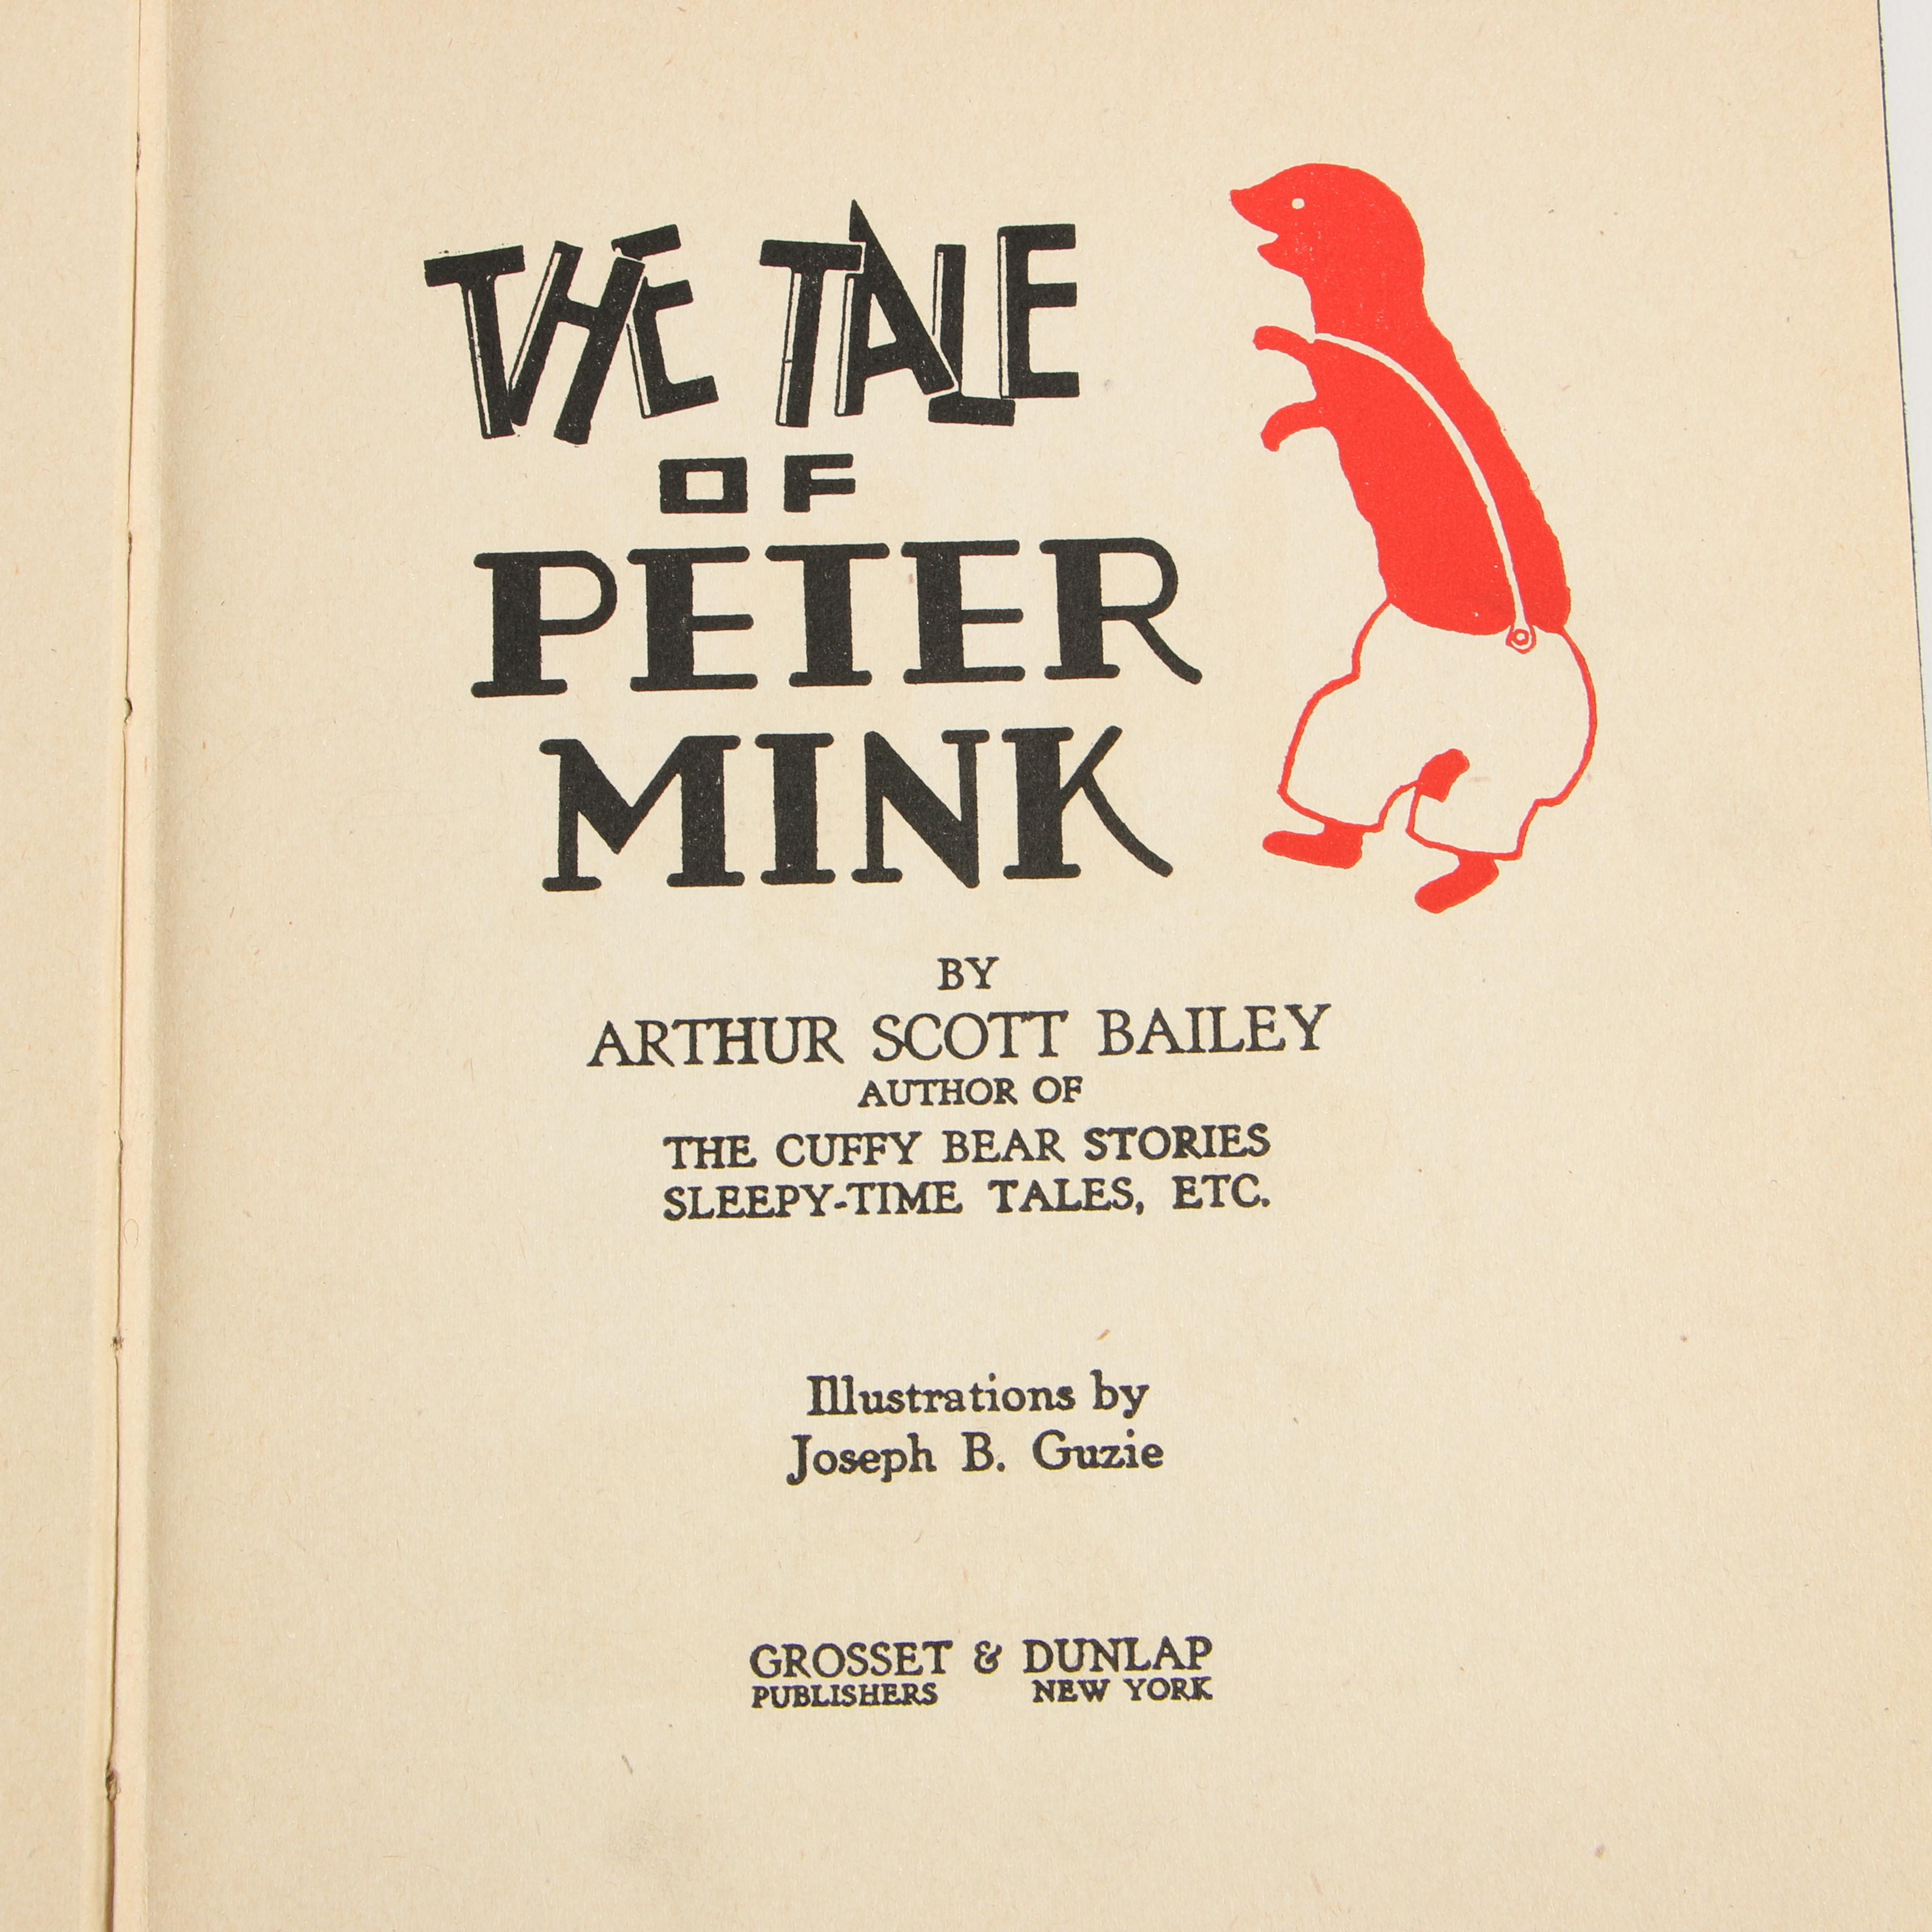 THE TALE
OF
PETER
MINK
BY
ARTHUR SCOTT BAILEY
AUTHOR OF
THE CUFFY BEAR STORIES
SLEEPY-TIME TALES, ETC.
Illustrations by
Joseph B. Guzie
GROSSET & DUNLAP
PUBLISHERS NEW YORK